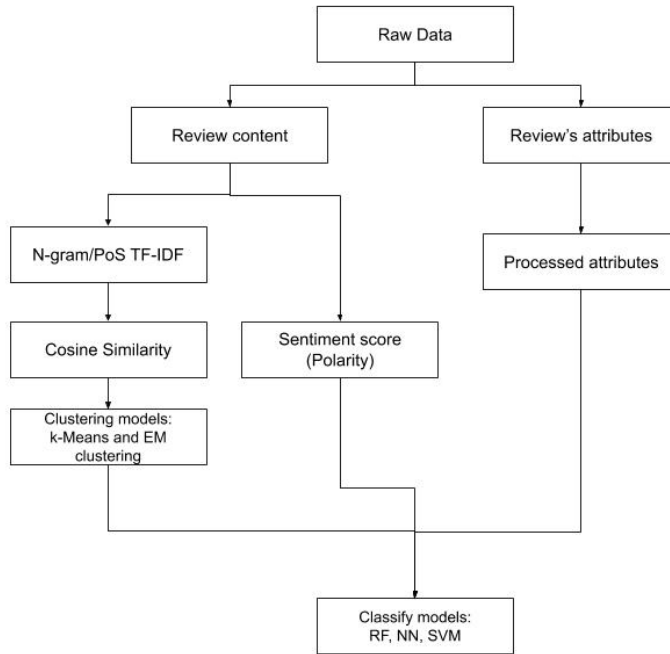 Raw Data
Review content
Review's attributes
N-gram/PoS TF-IDF
Processed attributes
Cosine Similarity
Sentiment score
(Polarity)
Clustering models:
k-Means and EM
clustering
Classify models:
RF, NN, SVM